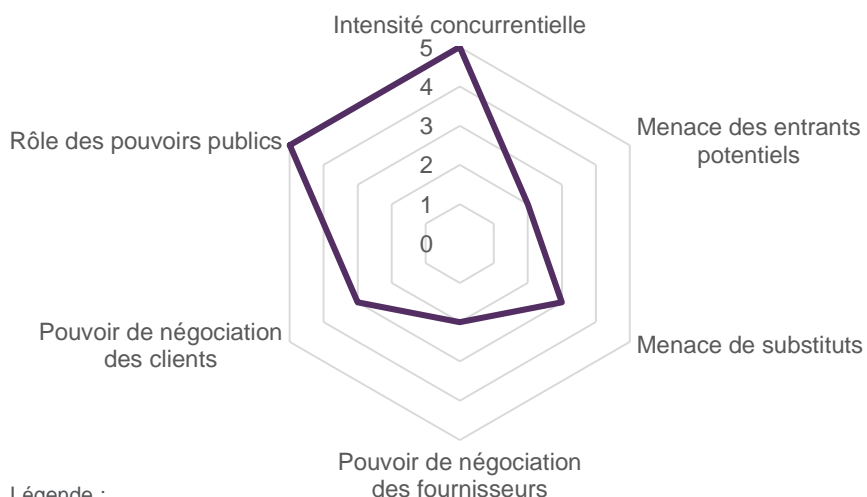 Intensité concurrentielle
5
4
3
2
1
0
Menace des entrants
potentiels
Menace de substituts
Pouvoir de négociation
des fournisseurs
Pouvoir de négociation
des clients
Rôle des pouvoirs publics
Légende :